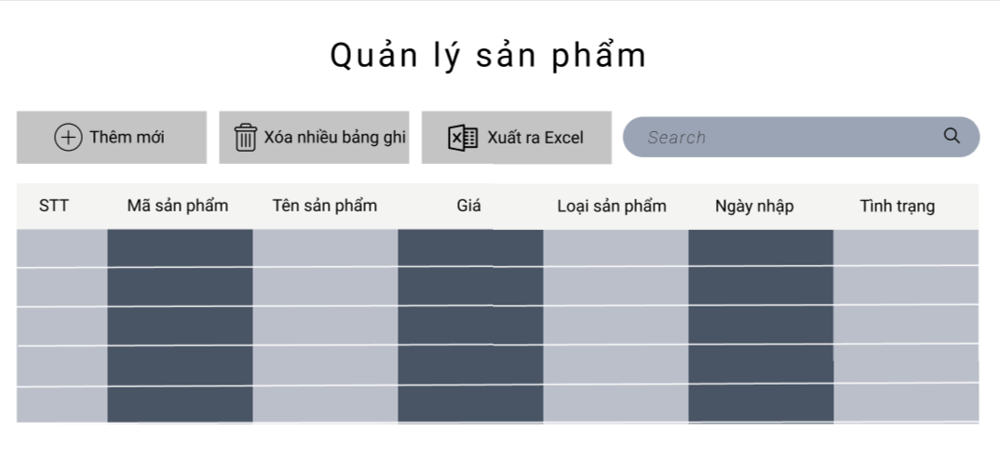 Quản lý sản phẩm
Thêm mới
Xóa nhiều bảng ghi
Xuất ra Excel
Search
STT Mã sản phẩm Tên sản phẩm Giá Loại sản phẩm Ngày nhập Tình trạng